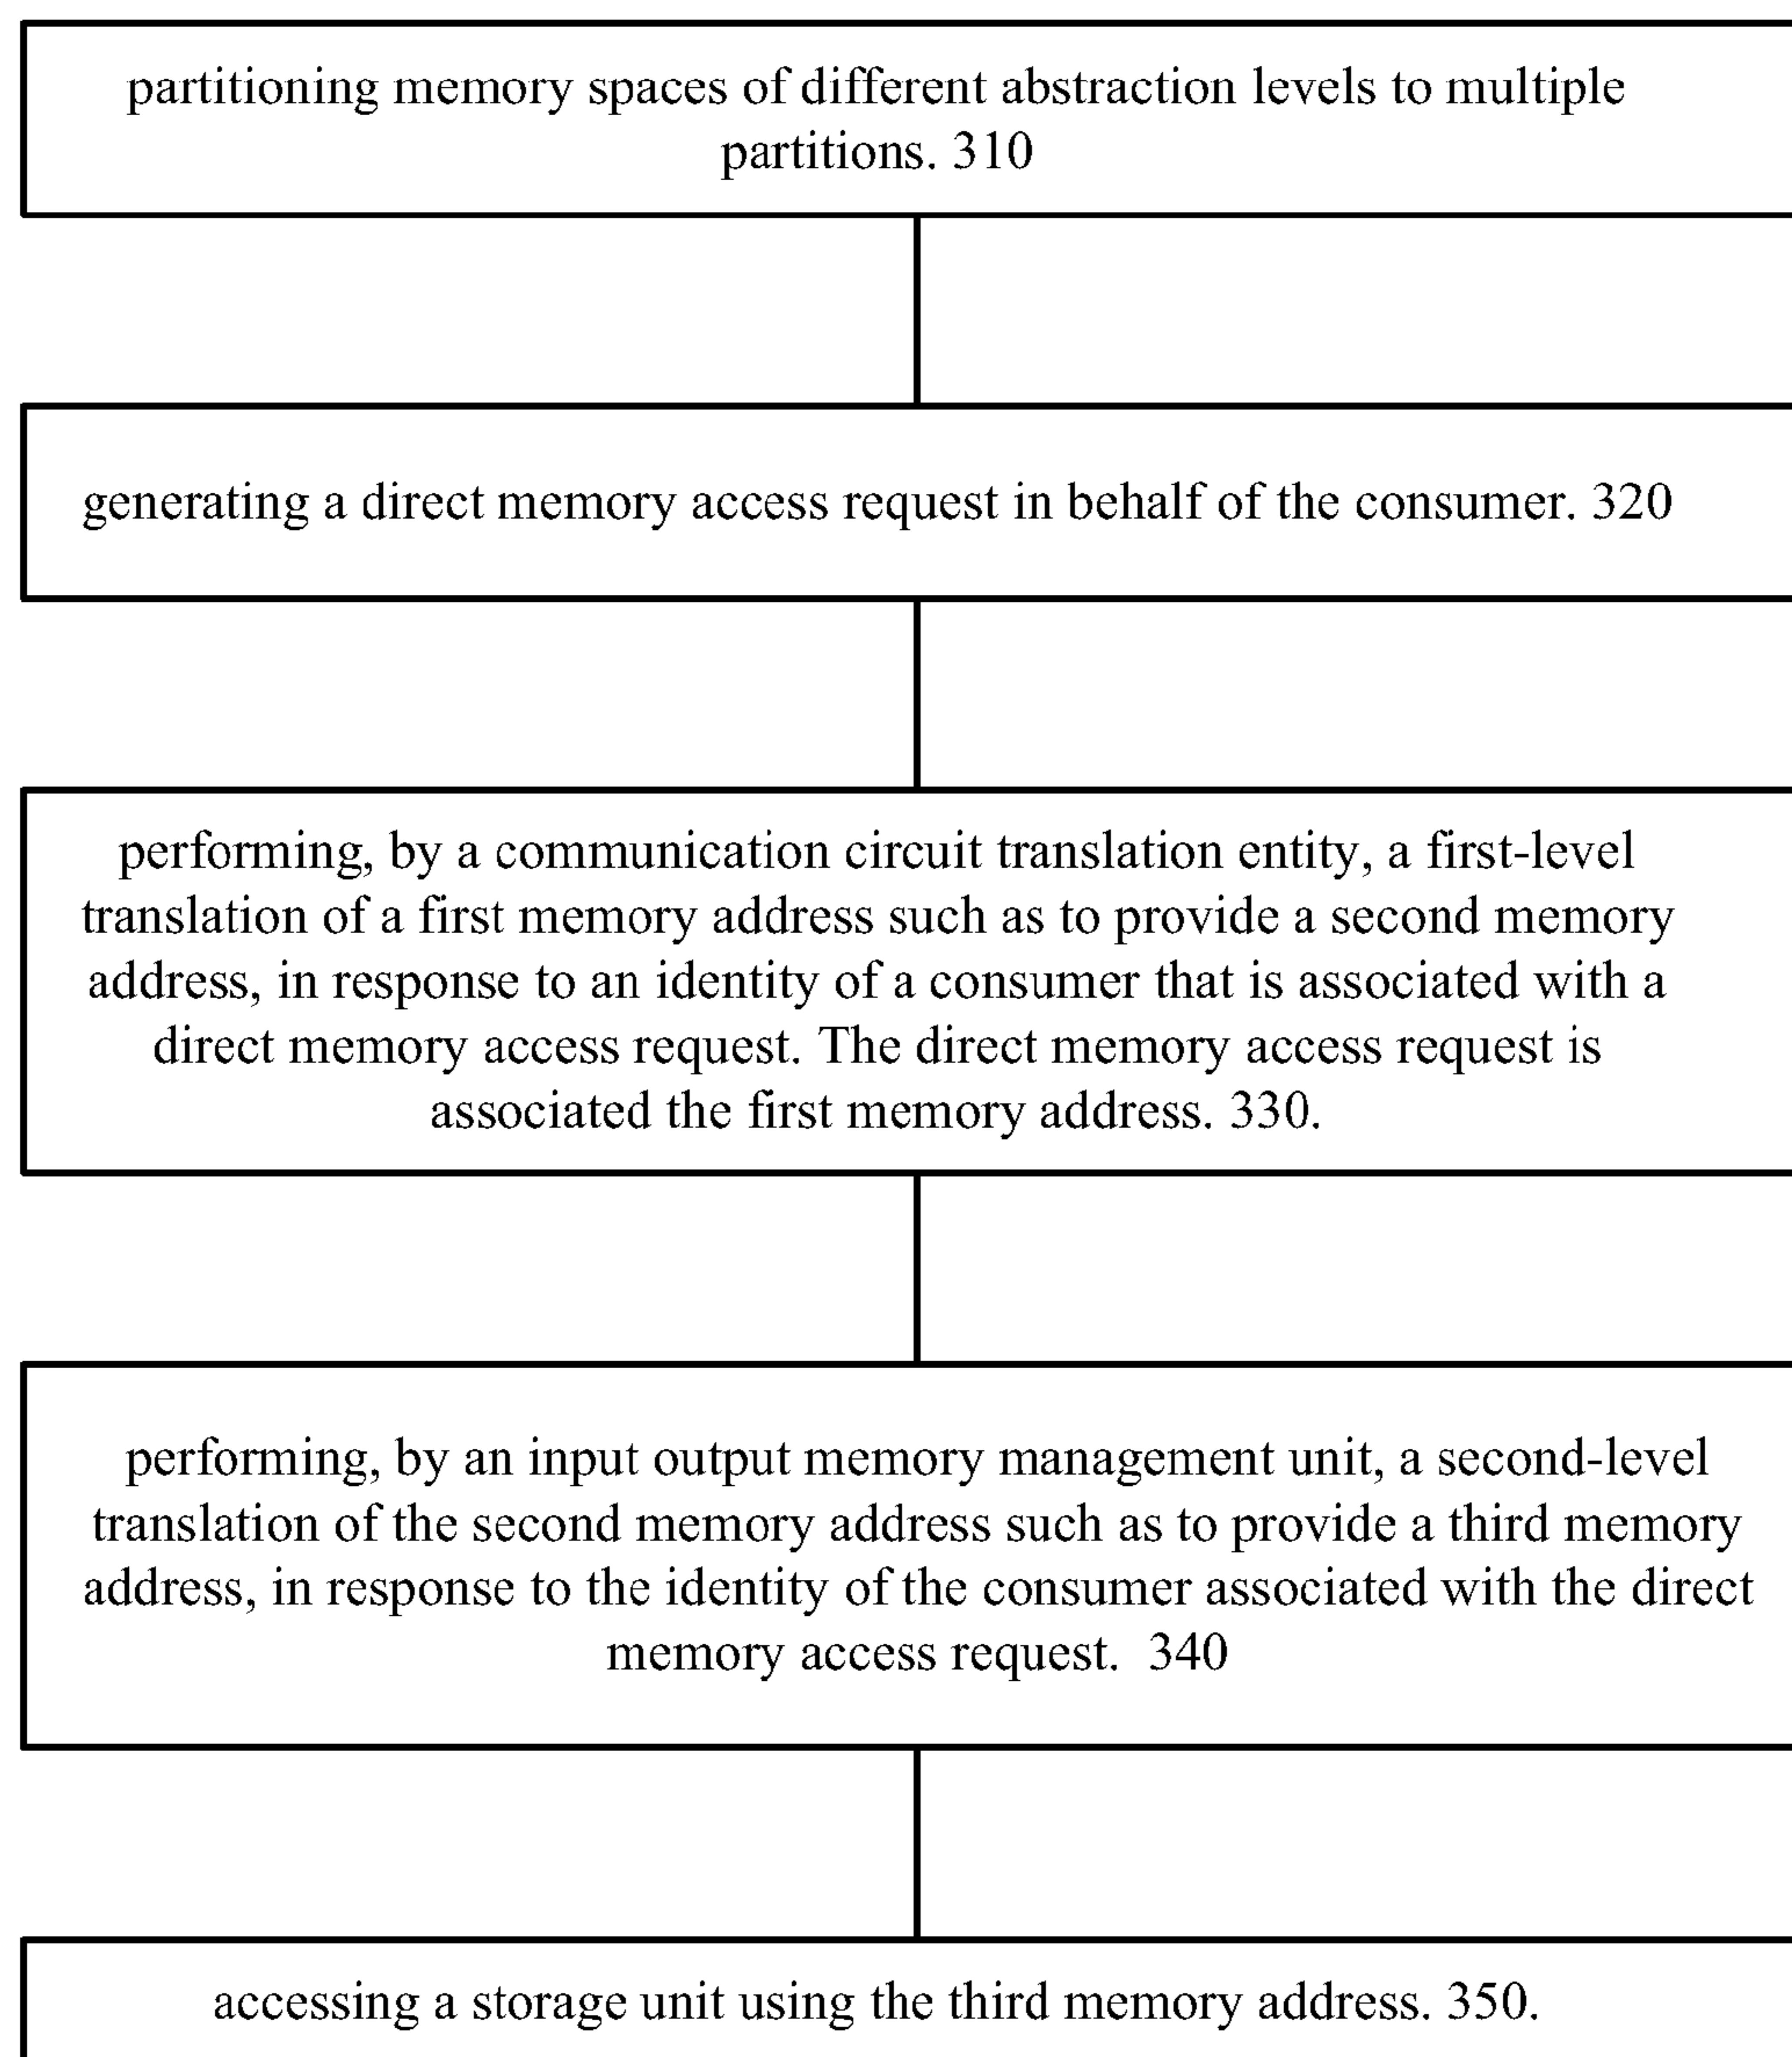 partitioning memory spaces of different abstraction levels to multiple
partitions. 310
generating a direct memory access request in behalf of the consumer. 320
performing, by a communication circuit translation entity, a first-level
translation of a first memory address such as to provide a second memory
address, in response to an identity of a consumer that is associated with a
direct memory access request. The direct memory access request is
associated the first memory address. 330.
performing, by an input output memory management unit, a second-level
translation of the second memory address such as to provide a third memory
address, in response to the identity of the consumer associated with the direct
memory access request. 340
accessing a storage unit using the third memory address. 350.